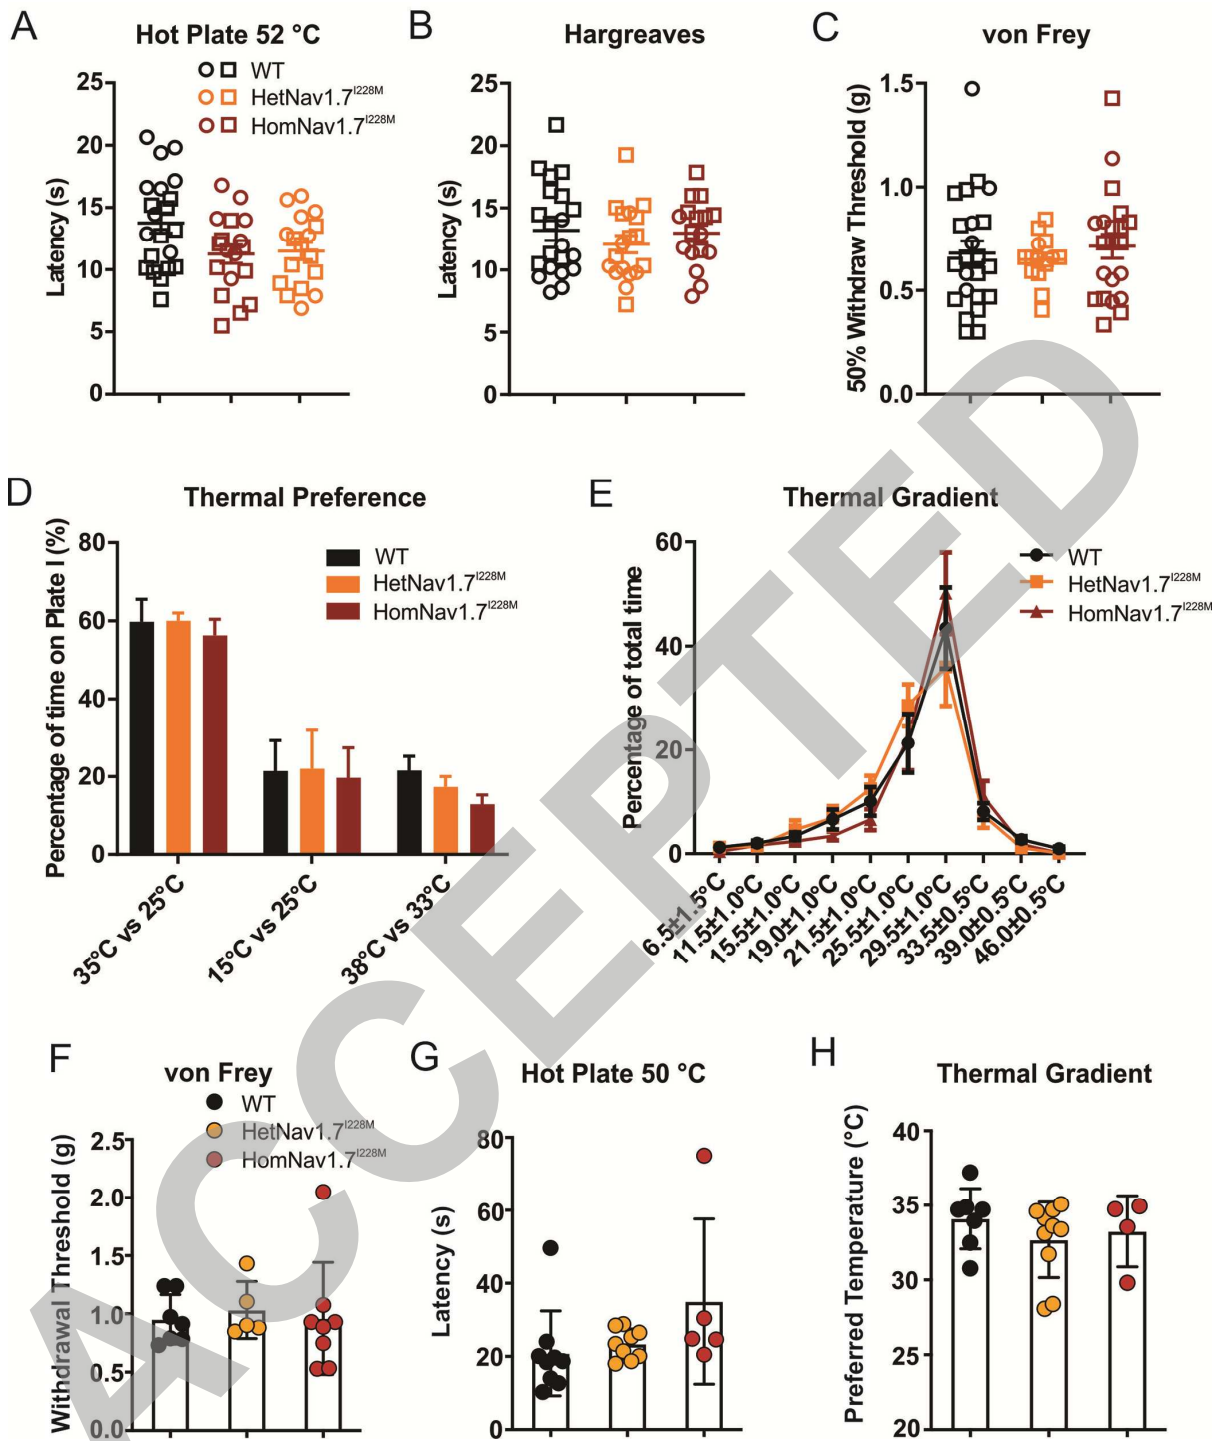 A
Hot Plate 52 °C
WT
HetNav1.7I228M
HomNav1.7I228M
Latency (s)
25
20
15
10
5
0
B
Hargreaves
Latency (s)
25
20
15
10
5
0
C
von Frey
50% Withdraw Threshold (g)
1.5
1.0
0.5
0.0
D
Thermal Preference
WT
HetNav1.7I228M
HomNav1.7I228M
Percentage of time on Plate I (%)
80
60
40
20
0
35°C vs 25°C
15°C vs 25°C
38°C vs 33°C
E
Thermal Gradient
WT
HetNav1.7I228M
HomNav1.7I228M
Percentage of total time
60
40
20
0
6.5±1.5°C
11.5±1.0°C
15.5±1.0°C
19.0±1.0°C
21.5±1.0°C
25.5±1.0°C
29.5±1.0°C
33.5±0.5°C
39.0±0.5°C
46.0±0.5°C
F
von Frey
WT
HetNav1.7I228M
HomNav1.7I228M
Withdrawal Threshold (g)
2.5
2.0
1.5
1.0
0.5
0.0
G
Hot Plate 50 °C
Latency (s)
80
60
40
20
0
H
Thermal Gradient
Preferred Temperature (°C)
40
35
30
25
20
ACCEPTED